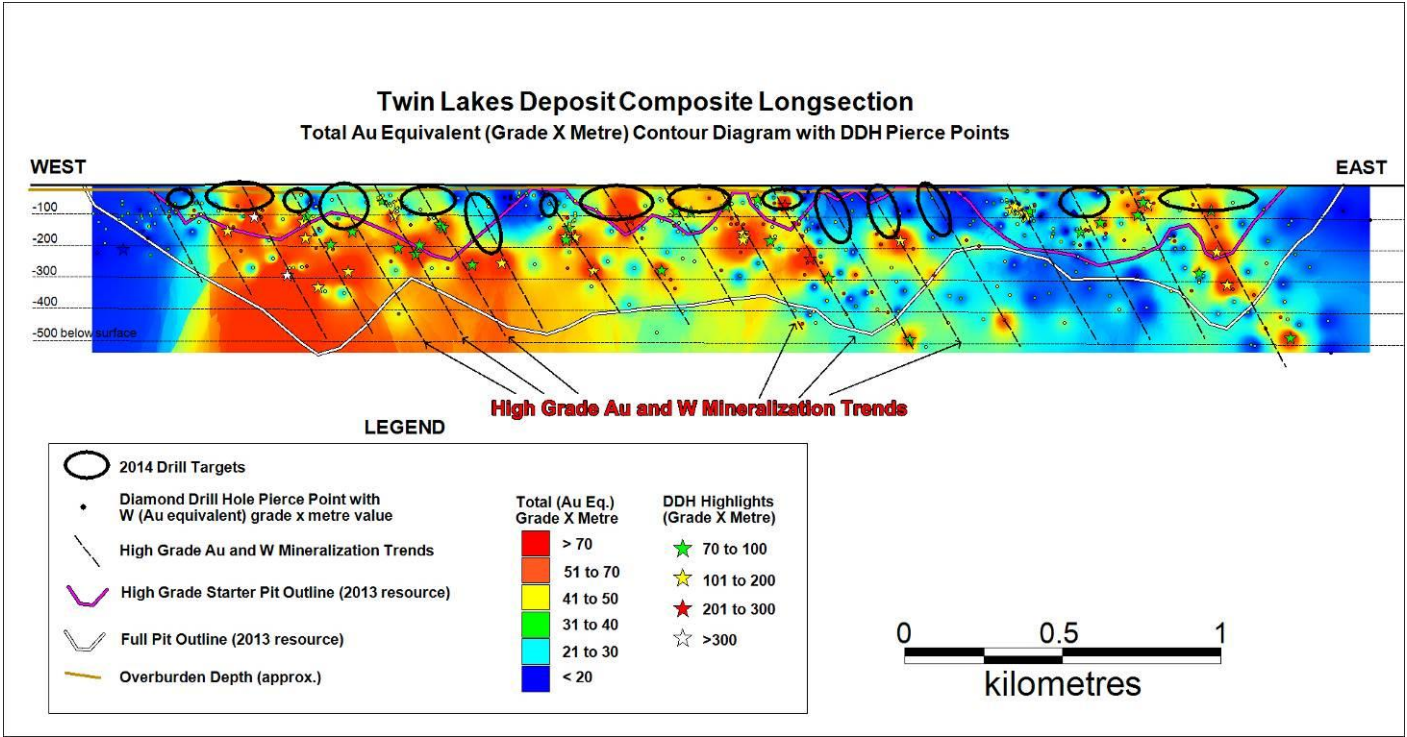 Twin Lakes Deposit Composite Longsection
Total Au Equivalent (Grade X Metre) Contour Diagram with DDH Pierce Points
WEST
EAST
-100
-200
-300
-400
-500 below surface
High Grade Au and W Mineralization Trends
LEGEND
2014 Drill Targets
Diamond Drill Hole Pierce Point with
W (Au equivalent) grade x metre value
High Grade Au and W Mineralization Trends
High Grade Starter Pit Outline (2013 resource)
Full Pit Outline (2013 resource)
Overburden Depth (approx.)
Total (Au Eq.)
Grade X Metre
> 70
51 to 70
41 to 50
31 to 40
21 to 30
< 20
DDH Highlights
(Grade X Metre)
70 to 100
101 to 200
201 to 300
>300
0 0.5 1
kilometres